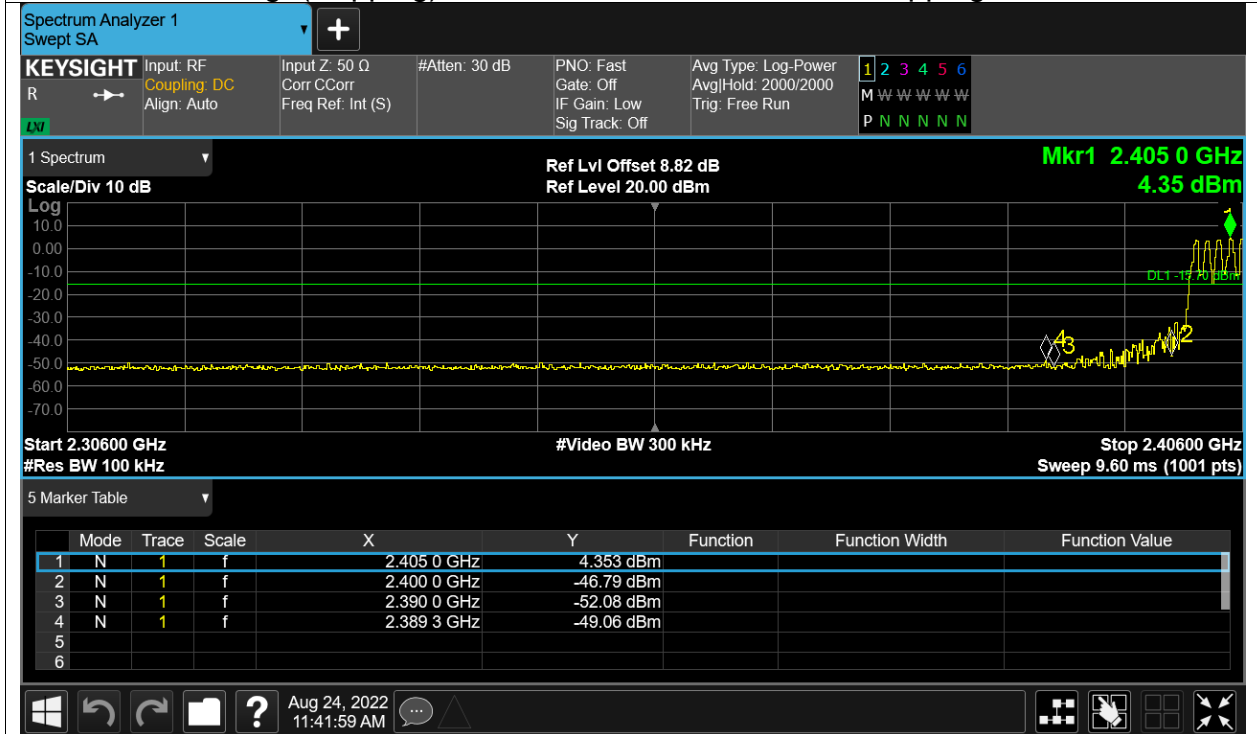 Spectrum Analyzer 1
Swept SA
KEYSIGHT Input: RF Input Z: 50 Ω #Atten: 30 dB PNO: Fast Avg Type: Log-Power 1 2 3 4 5 6
R Coupling: DC Corr CCorr Gate: Off Avg|Hold: 2000/2000 M W W W W W
Align: Auto Freq Ref: Int (S) IF Gain: Low Trig: Free Run
LXI Sig Track: Off P N N N N N
1 Spectrum Ref Lvl Offset 8.82 dB Mkr1 2.405 0 GHz
Scale/Div 10 dB Ref Level 20.00 dBm 4.35 dBm
Log
10.0 1
0.00
-10.0 DL1 -15.70 dBm
-20.0
-30.0
-40.0 4 3 2
-50.0
-60.0
-70.0
Start 2.30600 GHz #Video BW 300 kHz Stop 2.40600 GHz
#Res BW 100 kHz Sweep 9.60 ms (1001 pts)
5 Marker Table
Mode Trace Scale X Y Function Function Width Function Value
1 N 1 f 2.405 0 GHz 4.353 dBm
2 N 1 f 2.400 0 GHz -46.79 dBm
3 N 1 f 2.390 0 GHz -52.08 dBm
4 N 1 f 2.389 3 GHz -49.06 dBm
5
6
? Aug 24, 2022
11:41:59 AM